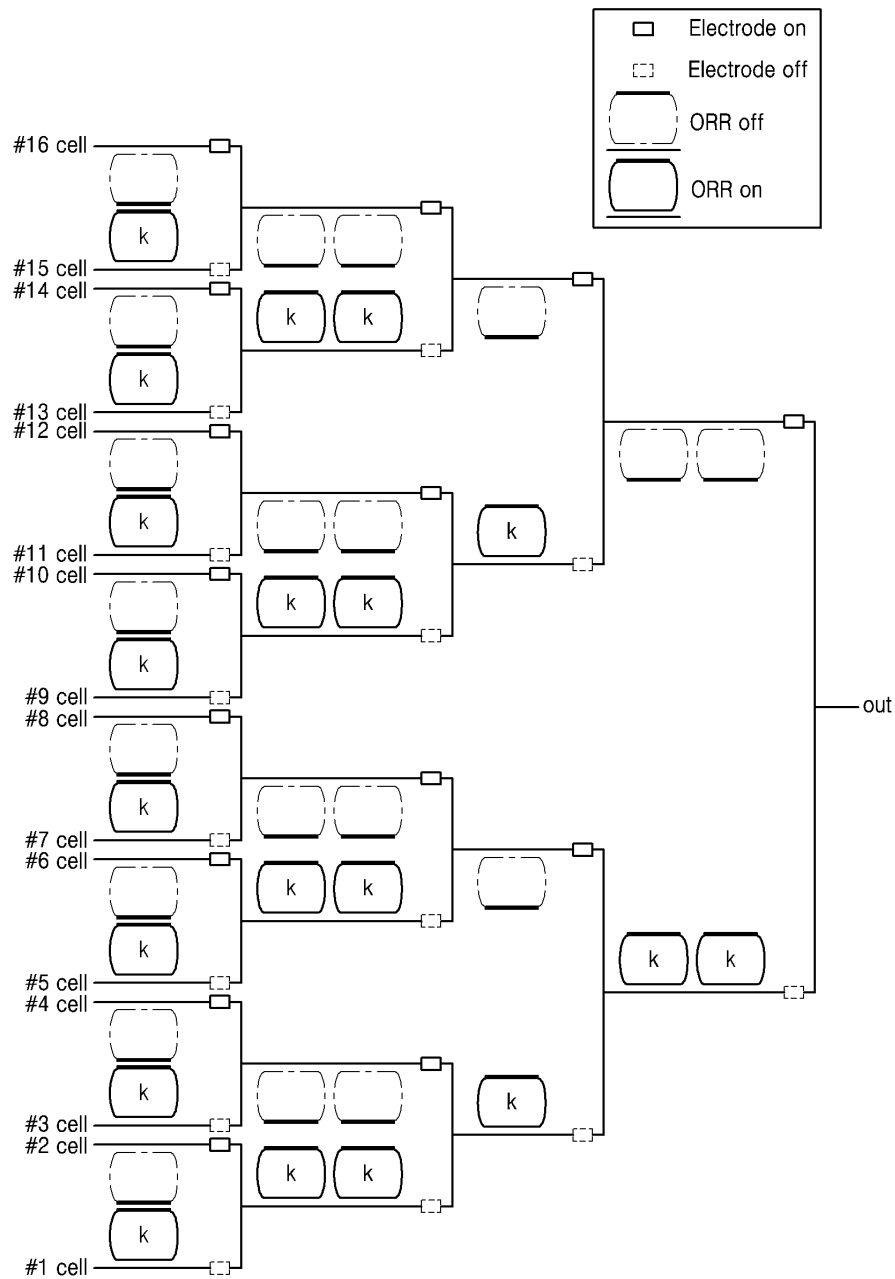 Electrode on
Electrode off
ORR off
ORR on
#16 cell
k
#15 cell
#14 cell
k k k
#13 cell
#12 cell
k
k
#11 cell
#10 cell
k k
k
#9 cell
#8 cell
out
k
#7 cell
#6 cell
k k
k
k k
#5 cell
#4 cell
k
k
#3 cell
#2 cell
k k
k
#1 cell